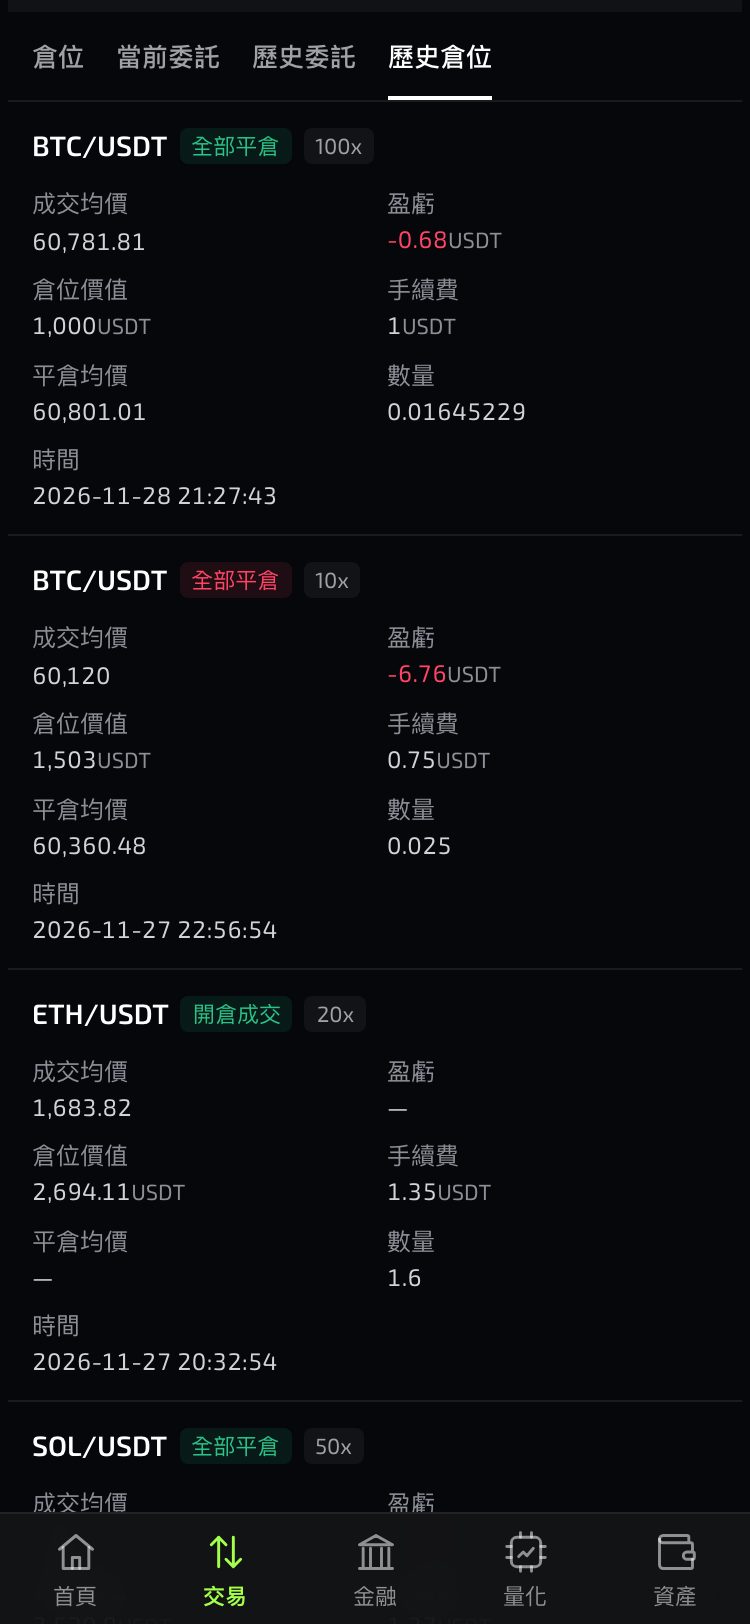 倉位 當前委託 歷史委託 歷史倉位
BTC/USDT 全部平倉 100x
成交均價 盈虧
60,781.81 -0.68USDT
倉位價值 手續費
1,000USDT 1USDT
平倉均價 數量
60,801.01 0.01645229
時間
2026-11-28 21:27:43
BTC/USDT 全部平倉 10x
成交均價 盈虧
60,120 -6.76USDT
倉位價值 手續費
1,503USDT 0.75USDT
平倉均價 數量
60,360.48 0.025
時間
2026-11-27 22:56:54
ETH/USDT 開倉成交 20x
成交均價 盈虧
1,683.82 —
倉位價值 手續費
2,694.11USDT 1.35USDT
平倉均價 數量
— 1.6
時間
2026-11-27 20:32:54
SOL/USDT 全部平倉 50x
成交均價 盈虧
首頁 交易 金融 量化 資產